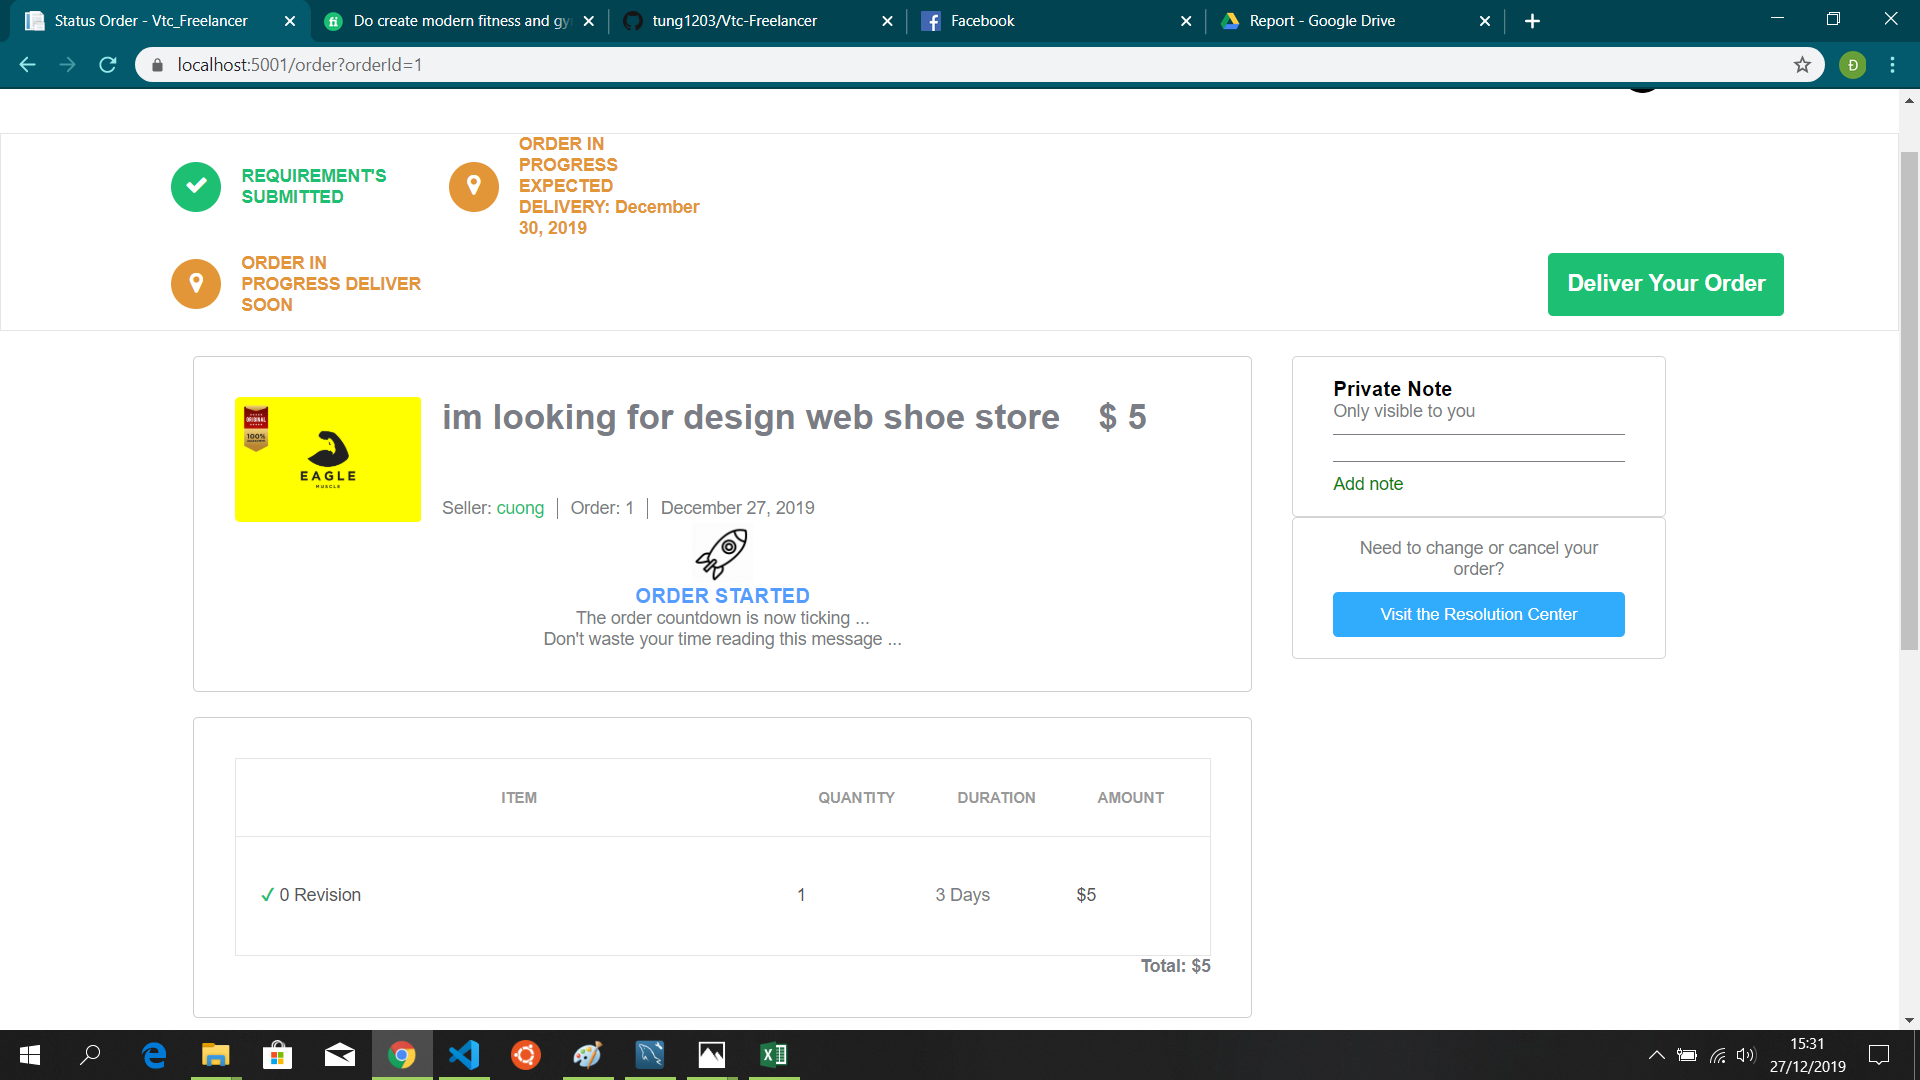 Status Order - Vtc_Freelancer
Do create modern fitness and gy
tung1203/Vtc-Freelancer
Facebook
Report - Google Drive
localhost:5001/order?orderId=1
Đ
REQUIREMENT'S
SUBMITTED
ORDER IN
PROGRESS
EXPECTED
DELIVERY: December
30, 2019
ORDER IN
PROGRESS DELIVER
SOON
Deliver Your Order
ORIGINAL
100%
EAGLE
MUSCLE
im looking for design web shoe store $ 5
Seller: cuong | Order: 1 | December 27, 2019
ORDER STARTED
The order countdown is now ticking ...
Don't waste your time reading this message ...
Private Note
Only visible to you
Add note
Need to change or cancel your
order?
Visit the Resolution Center
ITEM QUANTITY DURATION AMOUNT
✓ 0 Revision 1 3 Days $5
Total: $5
15:31
27/12/2019